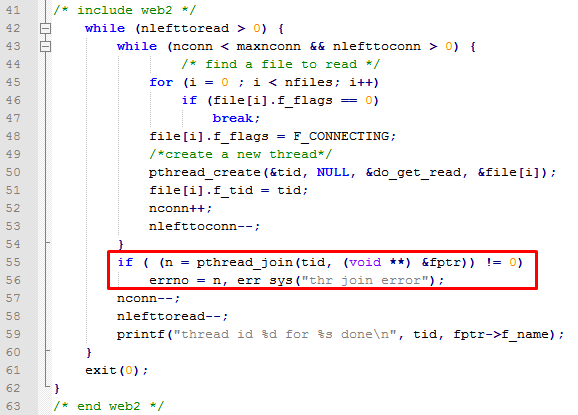 41 /* include web2 */
42 while (nlefttoread > 0) {
43 while (nconn < maxnconn && nlefttoconn > 0) {
44 /* find a file to read */
45 for (i = 0 ; i < nfiles; i++)
46 if (file[i].f_flags == 0)
47 break;
48 file[i].f_flags = F_CONNECTING;
49 /*create a new thread*/
50 pthread_create(&tid, NULL, &do_get_read, &file[i]);
51 file[i].f_tid = tid;
52 nconn++;
53 nlefttoconn--;
54 }
55 if ( (n = pthread_join(tid, (void **) &fptr)) != 0)
56 errno = n, err_sys("thr_join error");
57 nconn--;
58 nlefttoread--;
59 printf("thread id %d for %s done\n", tid, fptr->f_name);
60 }
61 exit(0);
62 }
63 /* end web2 */